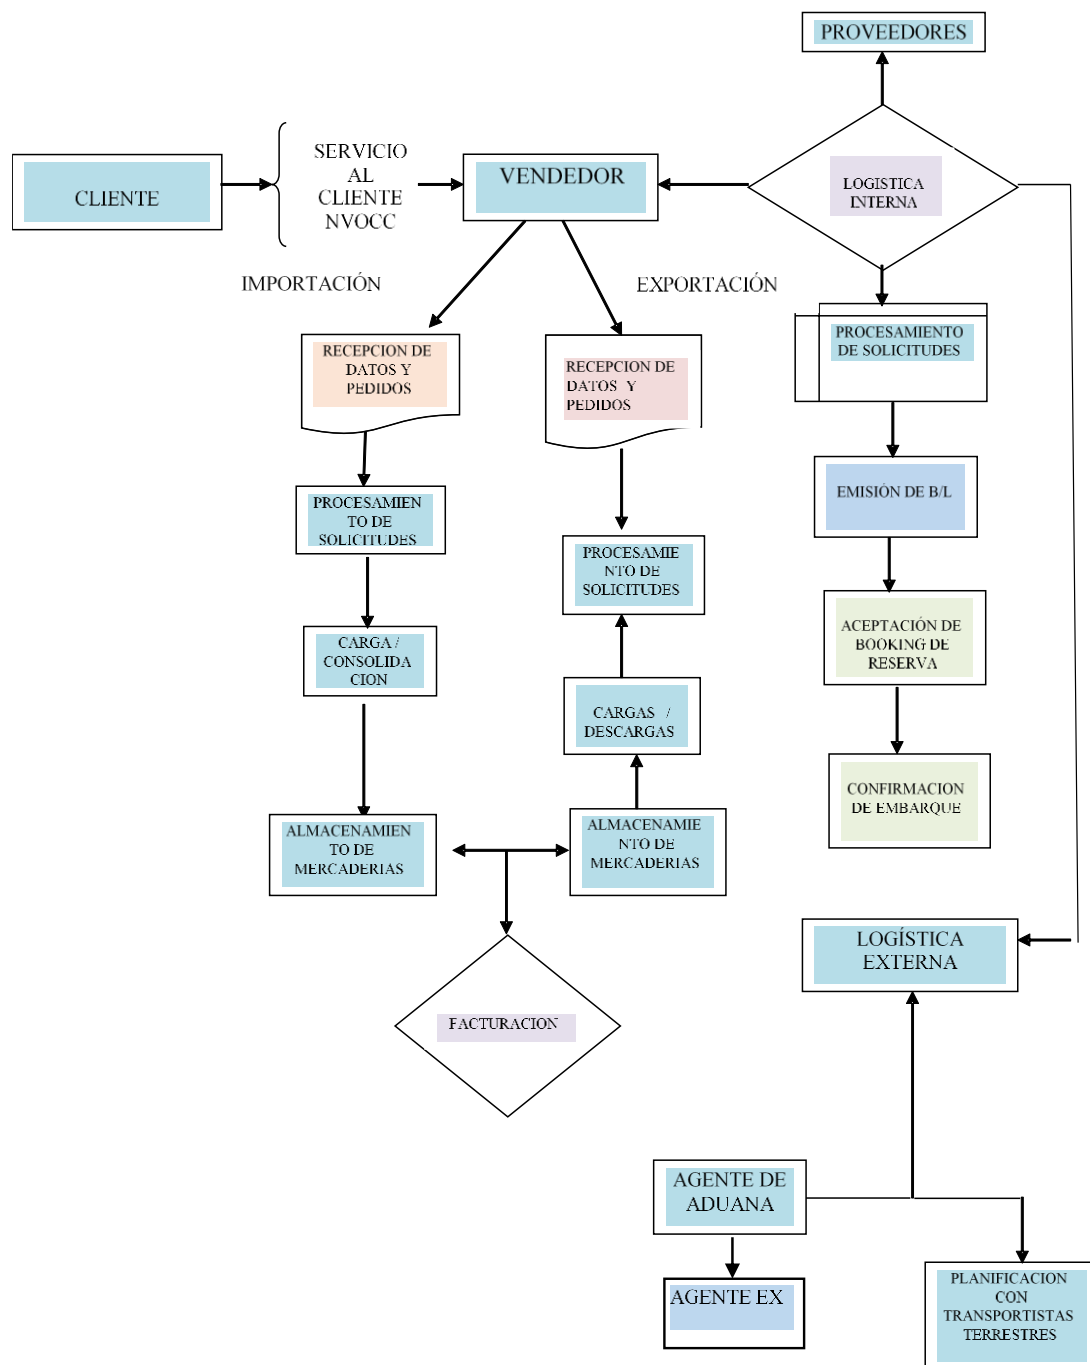 PROVEEDORES
SERVICIO
AL
CLIENTE
NVOCC
CLIENTE
VENDEDOR
LOGISTICA
INTERNA
IMPORTACIÓN
EXPORTACIÓN
RECEPCION DE
DATOS Y
PEDIDOS
RECEPCION DE
DATOS Y
PEDIDOS
PROCESAMIENTO
DE SOLICITUDES
PROCESAMIEN
TO DE
SOLICITUDES
EMISIÓN DE B/L
PROCESAMIE
NTO DE
SOLICITUDES
ACEPTACIÓN DE
BOOKING DE
RESERVA
CARGA /
CONSOLIDA
CION
CARGAS /
DESCARGAS
CONFIRMACION
DE EMBARQUE
ALMACENAMIEN
TO DE
MERCADERIAS
ALMACENAMIE
NTO DE
MERCADERIAS
LOGÍSTICA
EXTERNA
FACTURACION
AGENTE DE
ADUANA
AGENTE EX
PLANIFICACION
CON
TRANSPORTISTAS
TERRESTRES